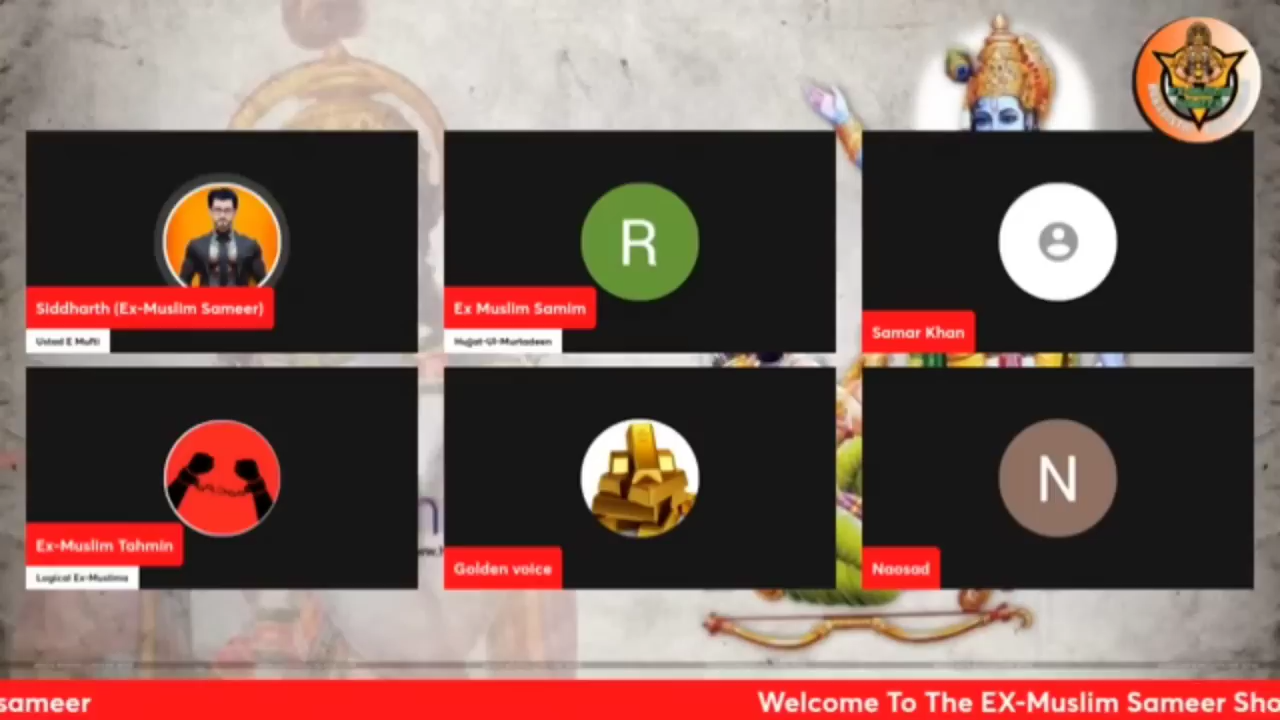 R
Siddharth (Ex-Muslim Sameer)
Ustad E Mufti
Ex Muslim Samim
Hujjat-Ul-Murtadeen
Samar Khan
N
Ex-Muslim Tahmin
Logical Ex-Muslims
Golden voice
Naosad
sameer
Welcome To The EX-Muslim Sameer Sho